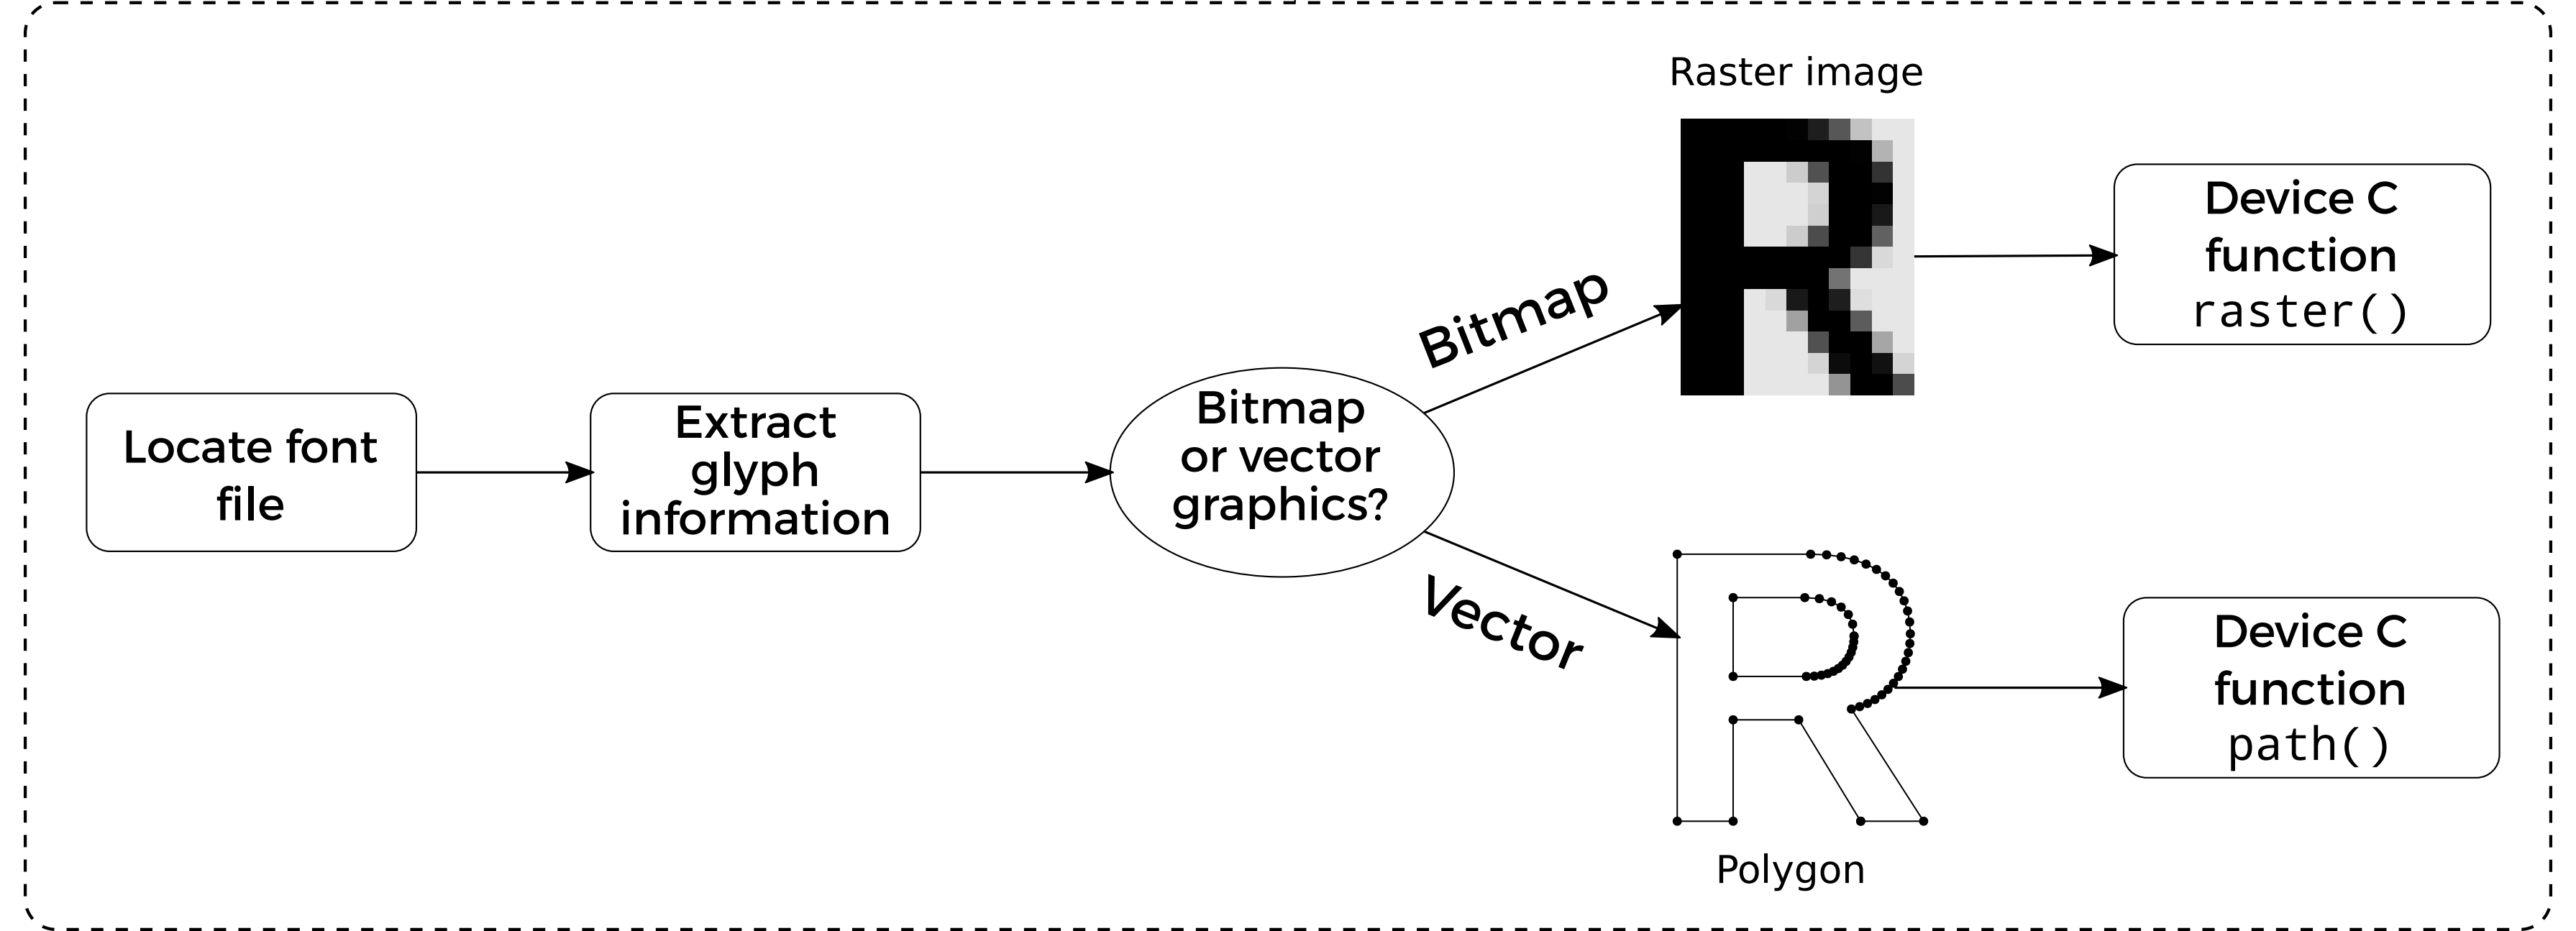 Locate font
file
Extract
glyph
information
Bitmap
or vector
graphics?
Bitmap
Raster image
Device C
function
raster()
Vector
Polygon
Device C
function
path()